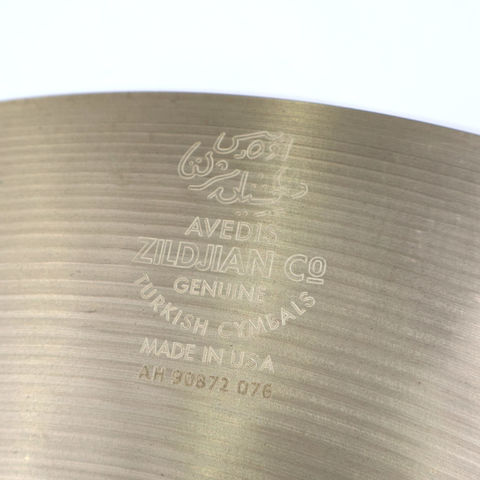 AVEDIS
ZILDJIAN Co
GENUINE
TURKISH CYMBALS
MADE IN USA
AH 90872 076